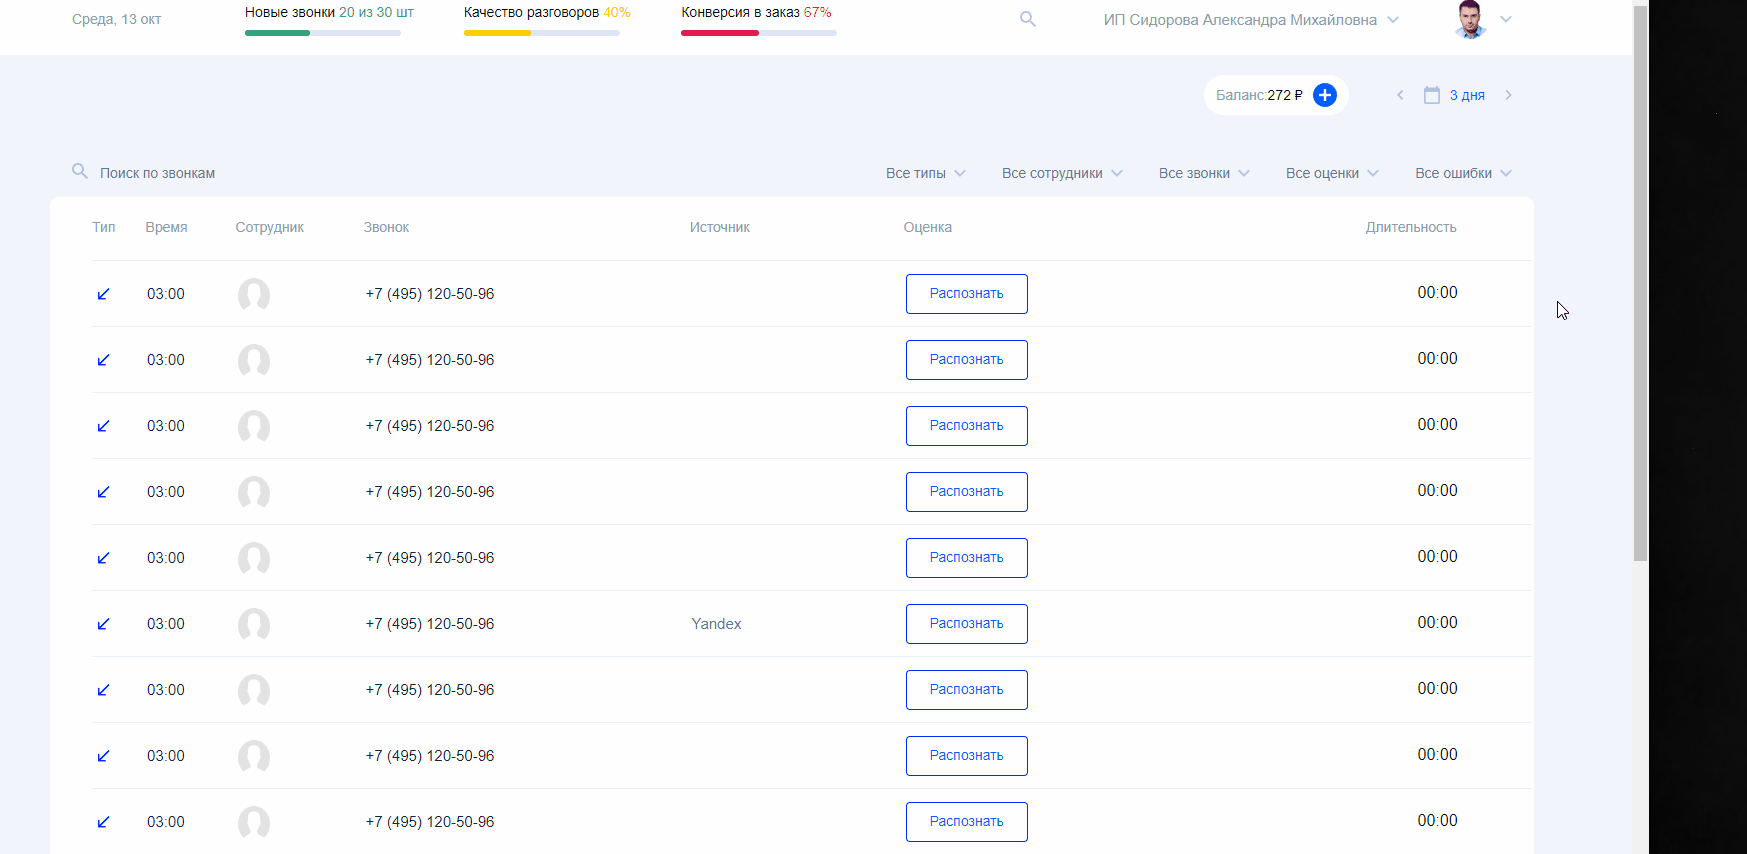 Среда, 13 окт
Новые звонки 20 из 30 шт
Качество разговоров 40%
Конверсия в заказ 67%
ИП Сидорова Александра Михайловна
Баланс:272 ₽
3 дня
Поиск по звонкам
Все типы
Все сотрудники
Все звонки
Все оценки
Все ошибки
Тип Время Сотрудник Звонок Источник Оценка Длительность
03:00 +7 (495) 120-50-96 Распознать 00:00
03:00 +7 (495) 120-50-96 Распознать 00:00
03:00 +7 (495) 120-50-96 Распознать 00:00
03:00 +7 (495) 120-50-96 Распознать 00:00
03:00 +7 (495) 120-50-96 Распознать 00:00
03:00 +7 (495) 120-50-96 Yandex Распознать 00:00
03:00 +7 (495) 120-50-96 Распознать 00:00
03:00 +7 (495) 120-50-96 Распознать 00:00
03:00 +7 (495) 120-50-96 Распознать 00:00